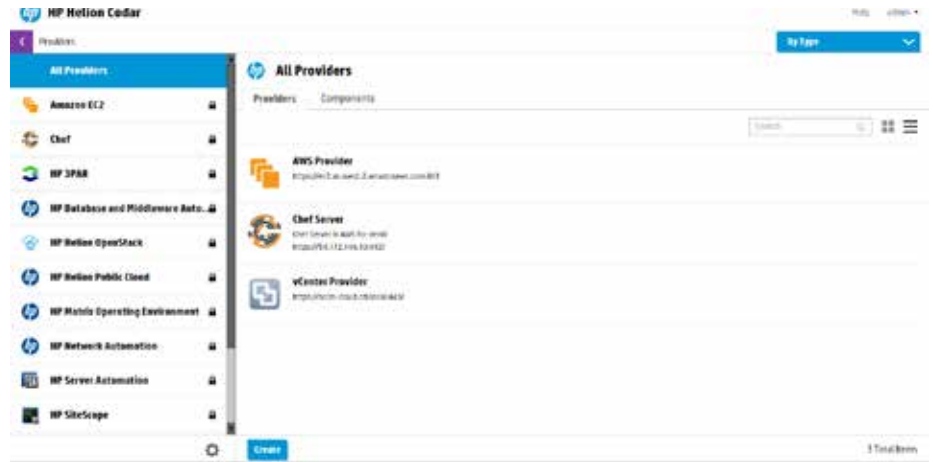 HP Helion Codar
Help admin
Providers
By Type
All Providers
Amazon EC2
Chef
HP 3PAR
HP Database and Middleware Auto..
HP Helion OpenStack
HP Helion Public Cloud
HP Matrix Operating Environment
HP Network Automation
HP Server Automation
HP SiteScope
All Providers
Providers Components
Search
AWS Provider
Chef Server
vCenter Provider
Create
3 Total Items